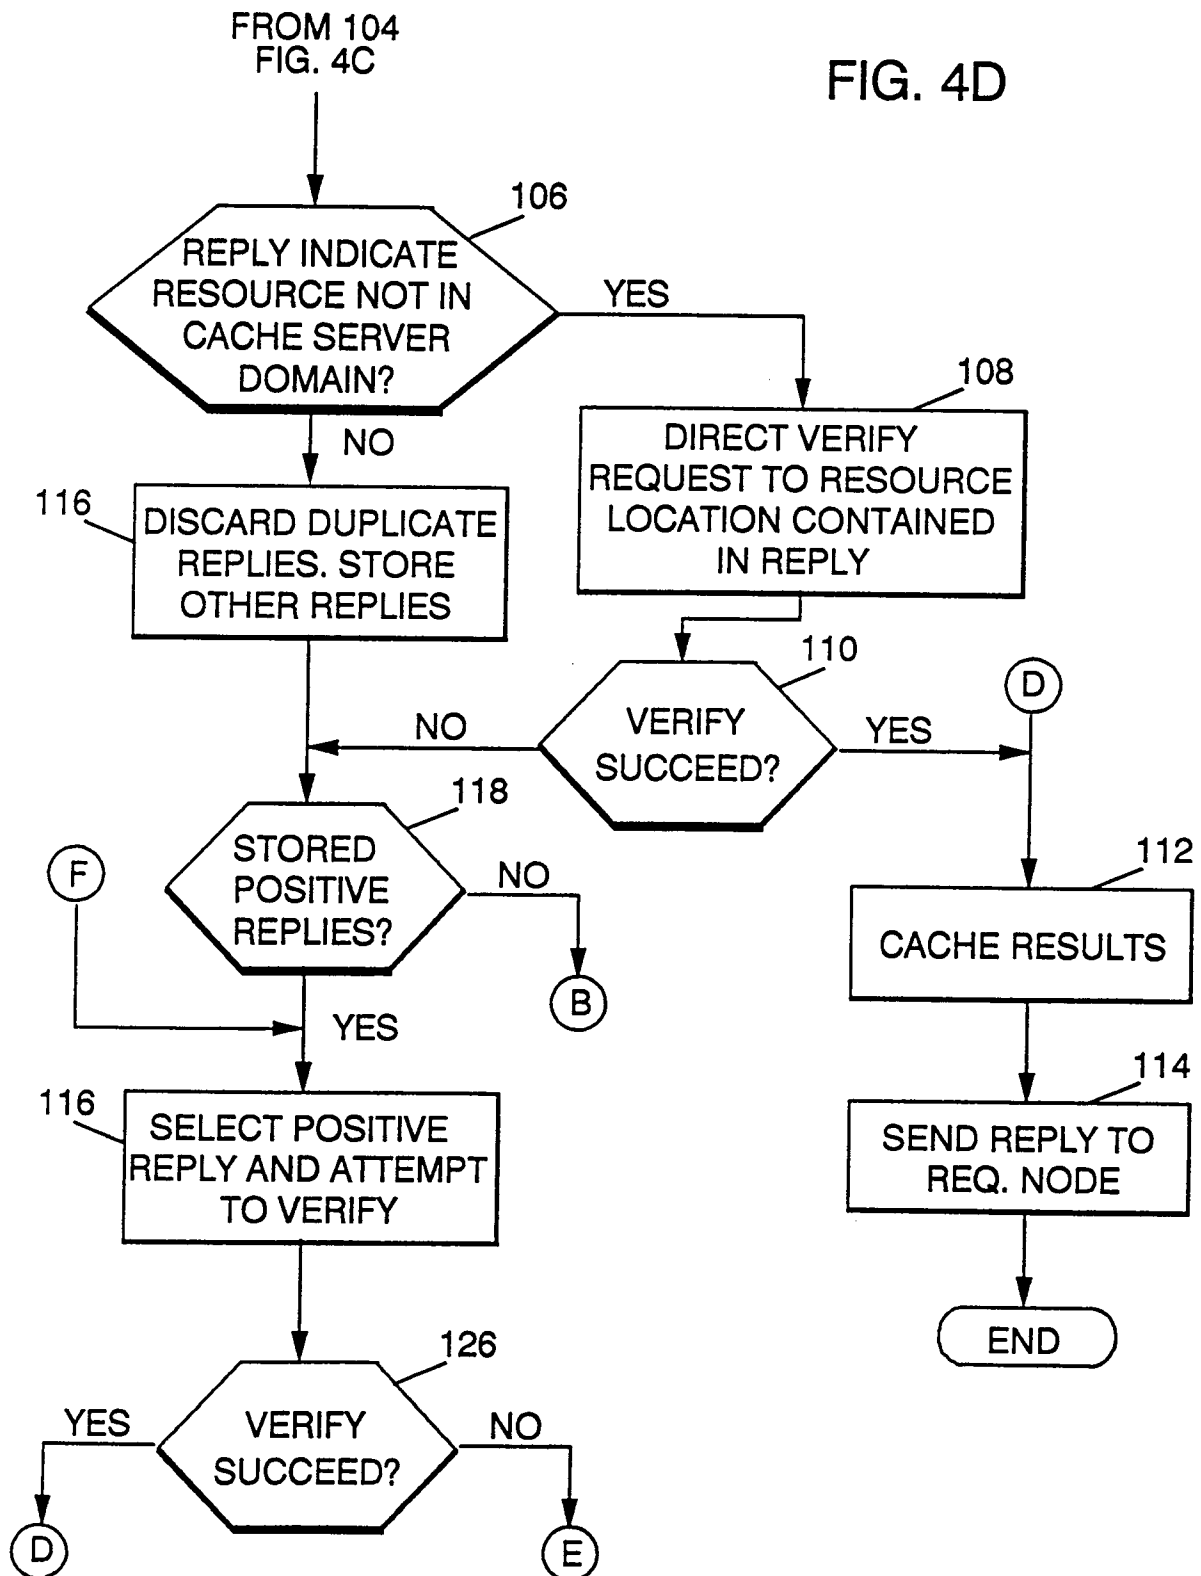 FROM 104
FIG. 4C
FIG. 4D
106
REPLY INDICATE
RESOURCE NOT IN
CACHE SERVER
DOMAIN?
YES
NO
108
DIRECT VERIFY
REQUEST TO RESOURCE
LOCATION CONTAINED
IN REPLY
116
DISCARD DUPLICATE
REPLIES. STORE
OTHER REPLIES
110
VERIFY
SUCCEED?
NO
YES
D
118
STORED
POSITIVE
REPLIES?
NO
B
F
YES
112
CACHE RESULTS
114
SEND REPLY TO
REQ. NODE
END
116
SELECT POSITIVE
REPLY AND ATTEMPT
TO VERIFY
126
VERIFY
SUCCEED?
YES
NO
D
E